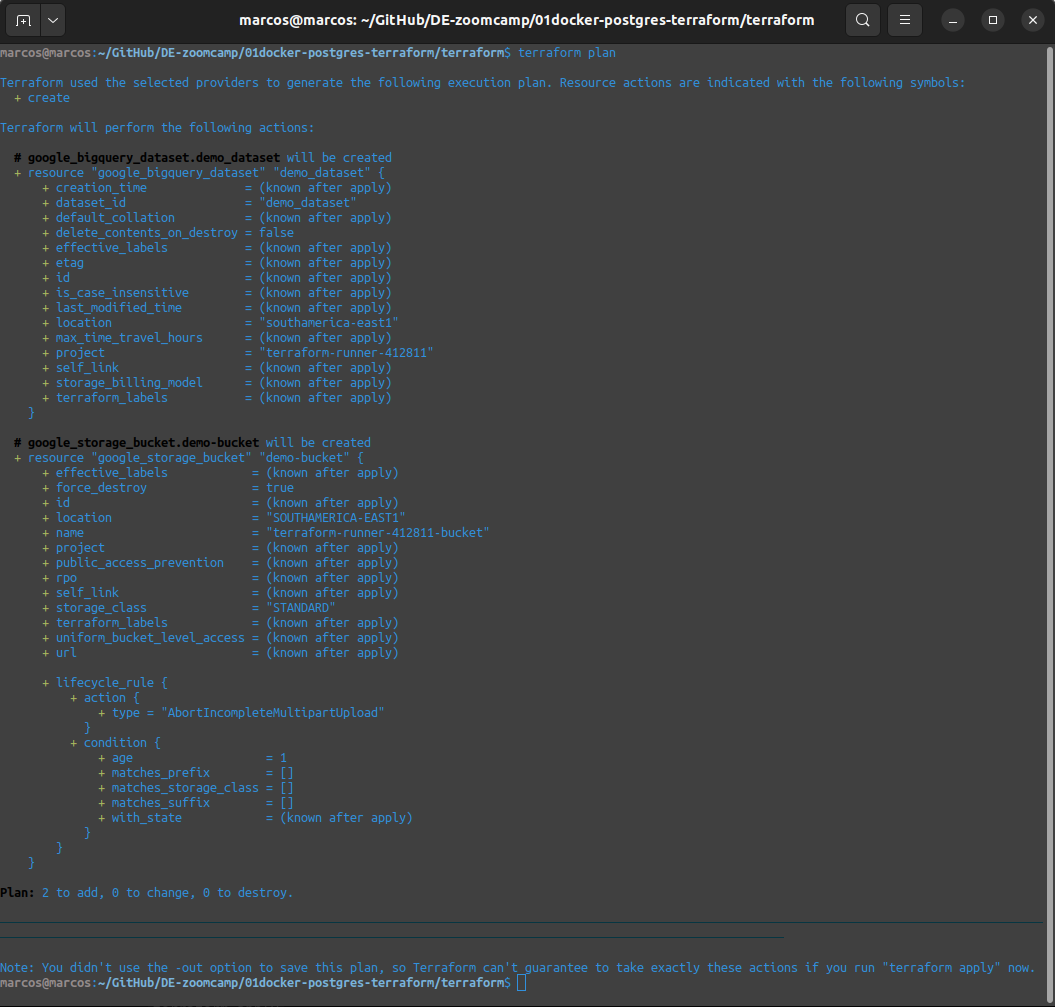 marcos@marcos: ~/GitHub/DE-zoomcamp/01docker-postgres-terraform/terraform
marcos@marcos:~/GitHub/DE-zoomcamp/01docker-postgres-terraform/terraform$ terraform plan
Terraform used the selected providers to generate the following execution plan. Resource actions are indicated with the following symbols:
  + create
Terraform will perform the following actions:
  # google_bigquery_dataset.demo_dataset will be created
  + resource "google_bigquery_dataset" "demo_dataset" {
      + creation_time              = (known after apply)
      + dataset_id                 = "demo_dataset"
      + default_collation          = (known after apply)
      + delete_contents_on_destroy = false
      + effective_labels           = (known after apply)
      + etag                       = (known after apply)
      + id                         = (known after apply)
      + is_case_insensitive        = (known after apply)
      + last_modified_time         = (known after apply)
      + location                   = "southamerica-east1"
      + max_time_travel_hours      = (known after apply)
      + project                    = "terraform-runner-412811"
      + self_link                  = (known after apply)
      + storage_billing_model      = (known after apply)
      + terraform_labels           = (known after apply)
    }
  # google_storage_bucket.demo-bucket will be created
  + resource "google_storage_bucket" "demo-bucket" {
      + effective_labels            = (known after apply)
      + force_destroy               = true
      + id                          = (known after apply)
      + location                    = "SOUTHAMERICA-EAST1"
      + name                        = "terraform-runner-412811-bucket"
      + project                     = (known after apply)
      + public_access_prevention    = (known after apply)
      + rpo                         = (known after apply)
      + self_link                   = (known after apply)
      + storage_class               = "STANDARD"
      + terraform_labels            = (known after apply)
      + uniform_bucket_level_access = (known after apply)
      + url                         = (known after apply)
      + lifecycle_rule {
          + action {
              + type = "AbortIncompleteMultipartUpload"
            }
          + condition {
              + age                   = 1
              + matches_prefix        = []
              + matches_storage_class = []
              + matches_suffix        = []
              + with_state            = (known after apply)
            }
        }
    }
Plan: 2 to add, 0 to change, 0 to destroy.
Note: You didn't use the -out option to save this plan, so Terraform can't guarantee to take exactly these actions if you run "terraform apply" now.
marcos@marcos:~/GitHub/DE-zoomcamp/01docker-postgres-terraform/terraform$